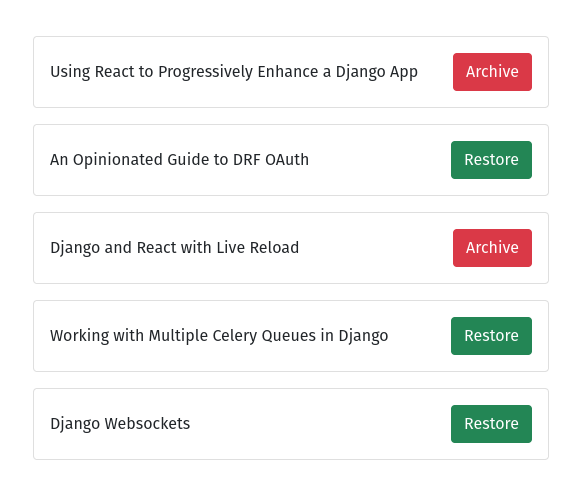 Using React to Progressively Enhance a Django App Archive
An Opinionated Guide to DRF OAuth Restore
Django and React with Live Reload Archive
Working with Multiple Celery Queues in Django Restore
Django Websockets Restore